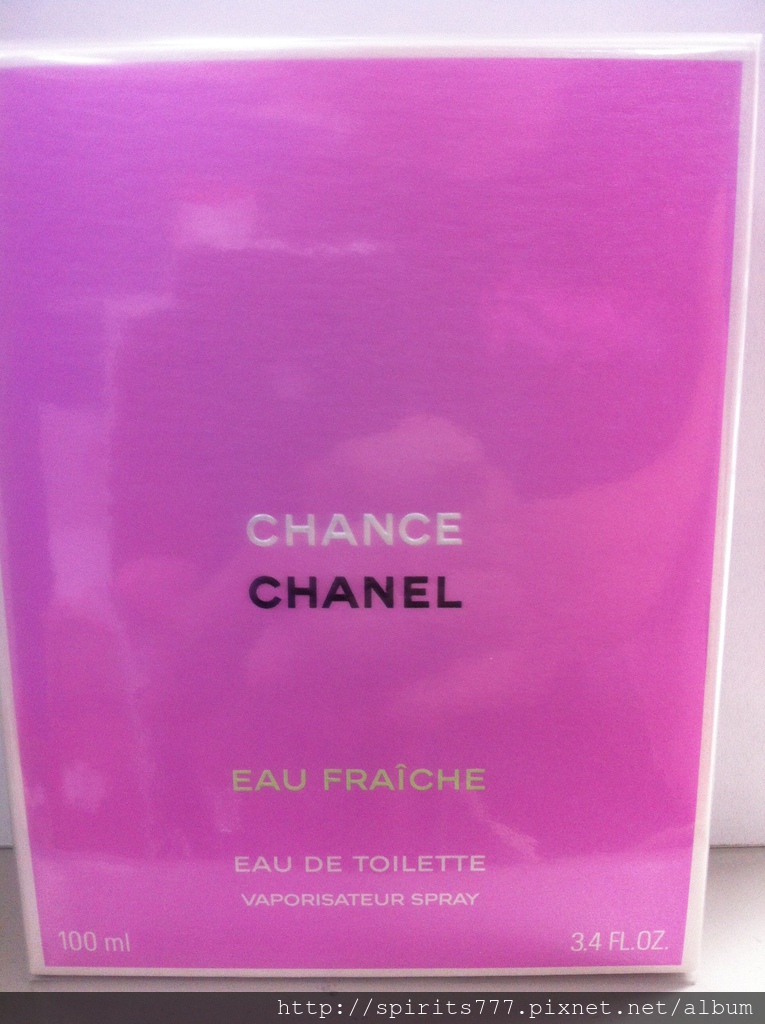 CHANCE
CHANEL
EAU FRAÎCHE
EAU DE TOILETTE
VAPORISATEUR SPRAY
100 ml 3.4 FL.OZ.
http://spirits777.pixnet.net/album